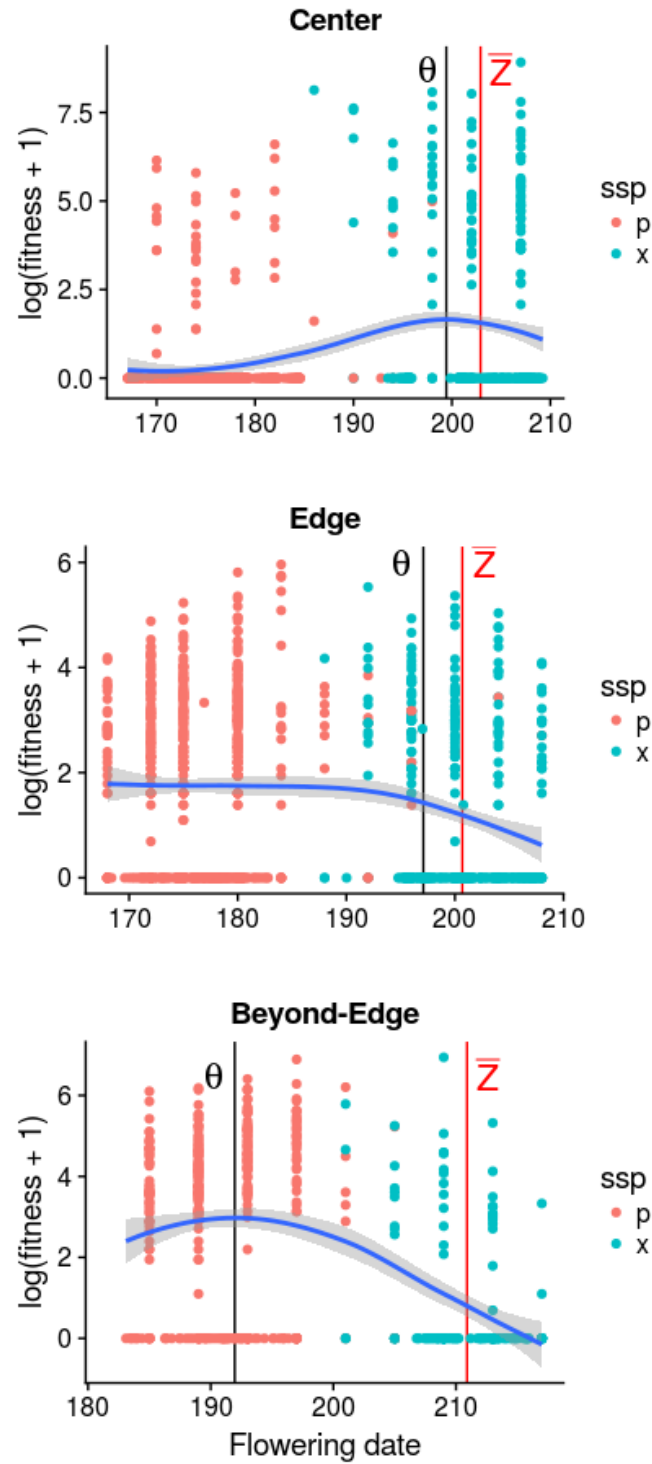 Center
θ
Z̅
log(fitness + 1)
7.5
5.0
2.5
0.0
170
180
190
200
210
ssp
p
x
Edge
θ
Z̅
log(fitness + 1)
6
4
2
0
170
180
190
200
210
ssp
p
x
Beyond-Edge
θ
Z̅
log(fitness + 1)
6
4
2
0
180
190
200
210
Flowering date
ssp
p
x